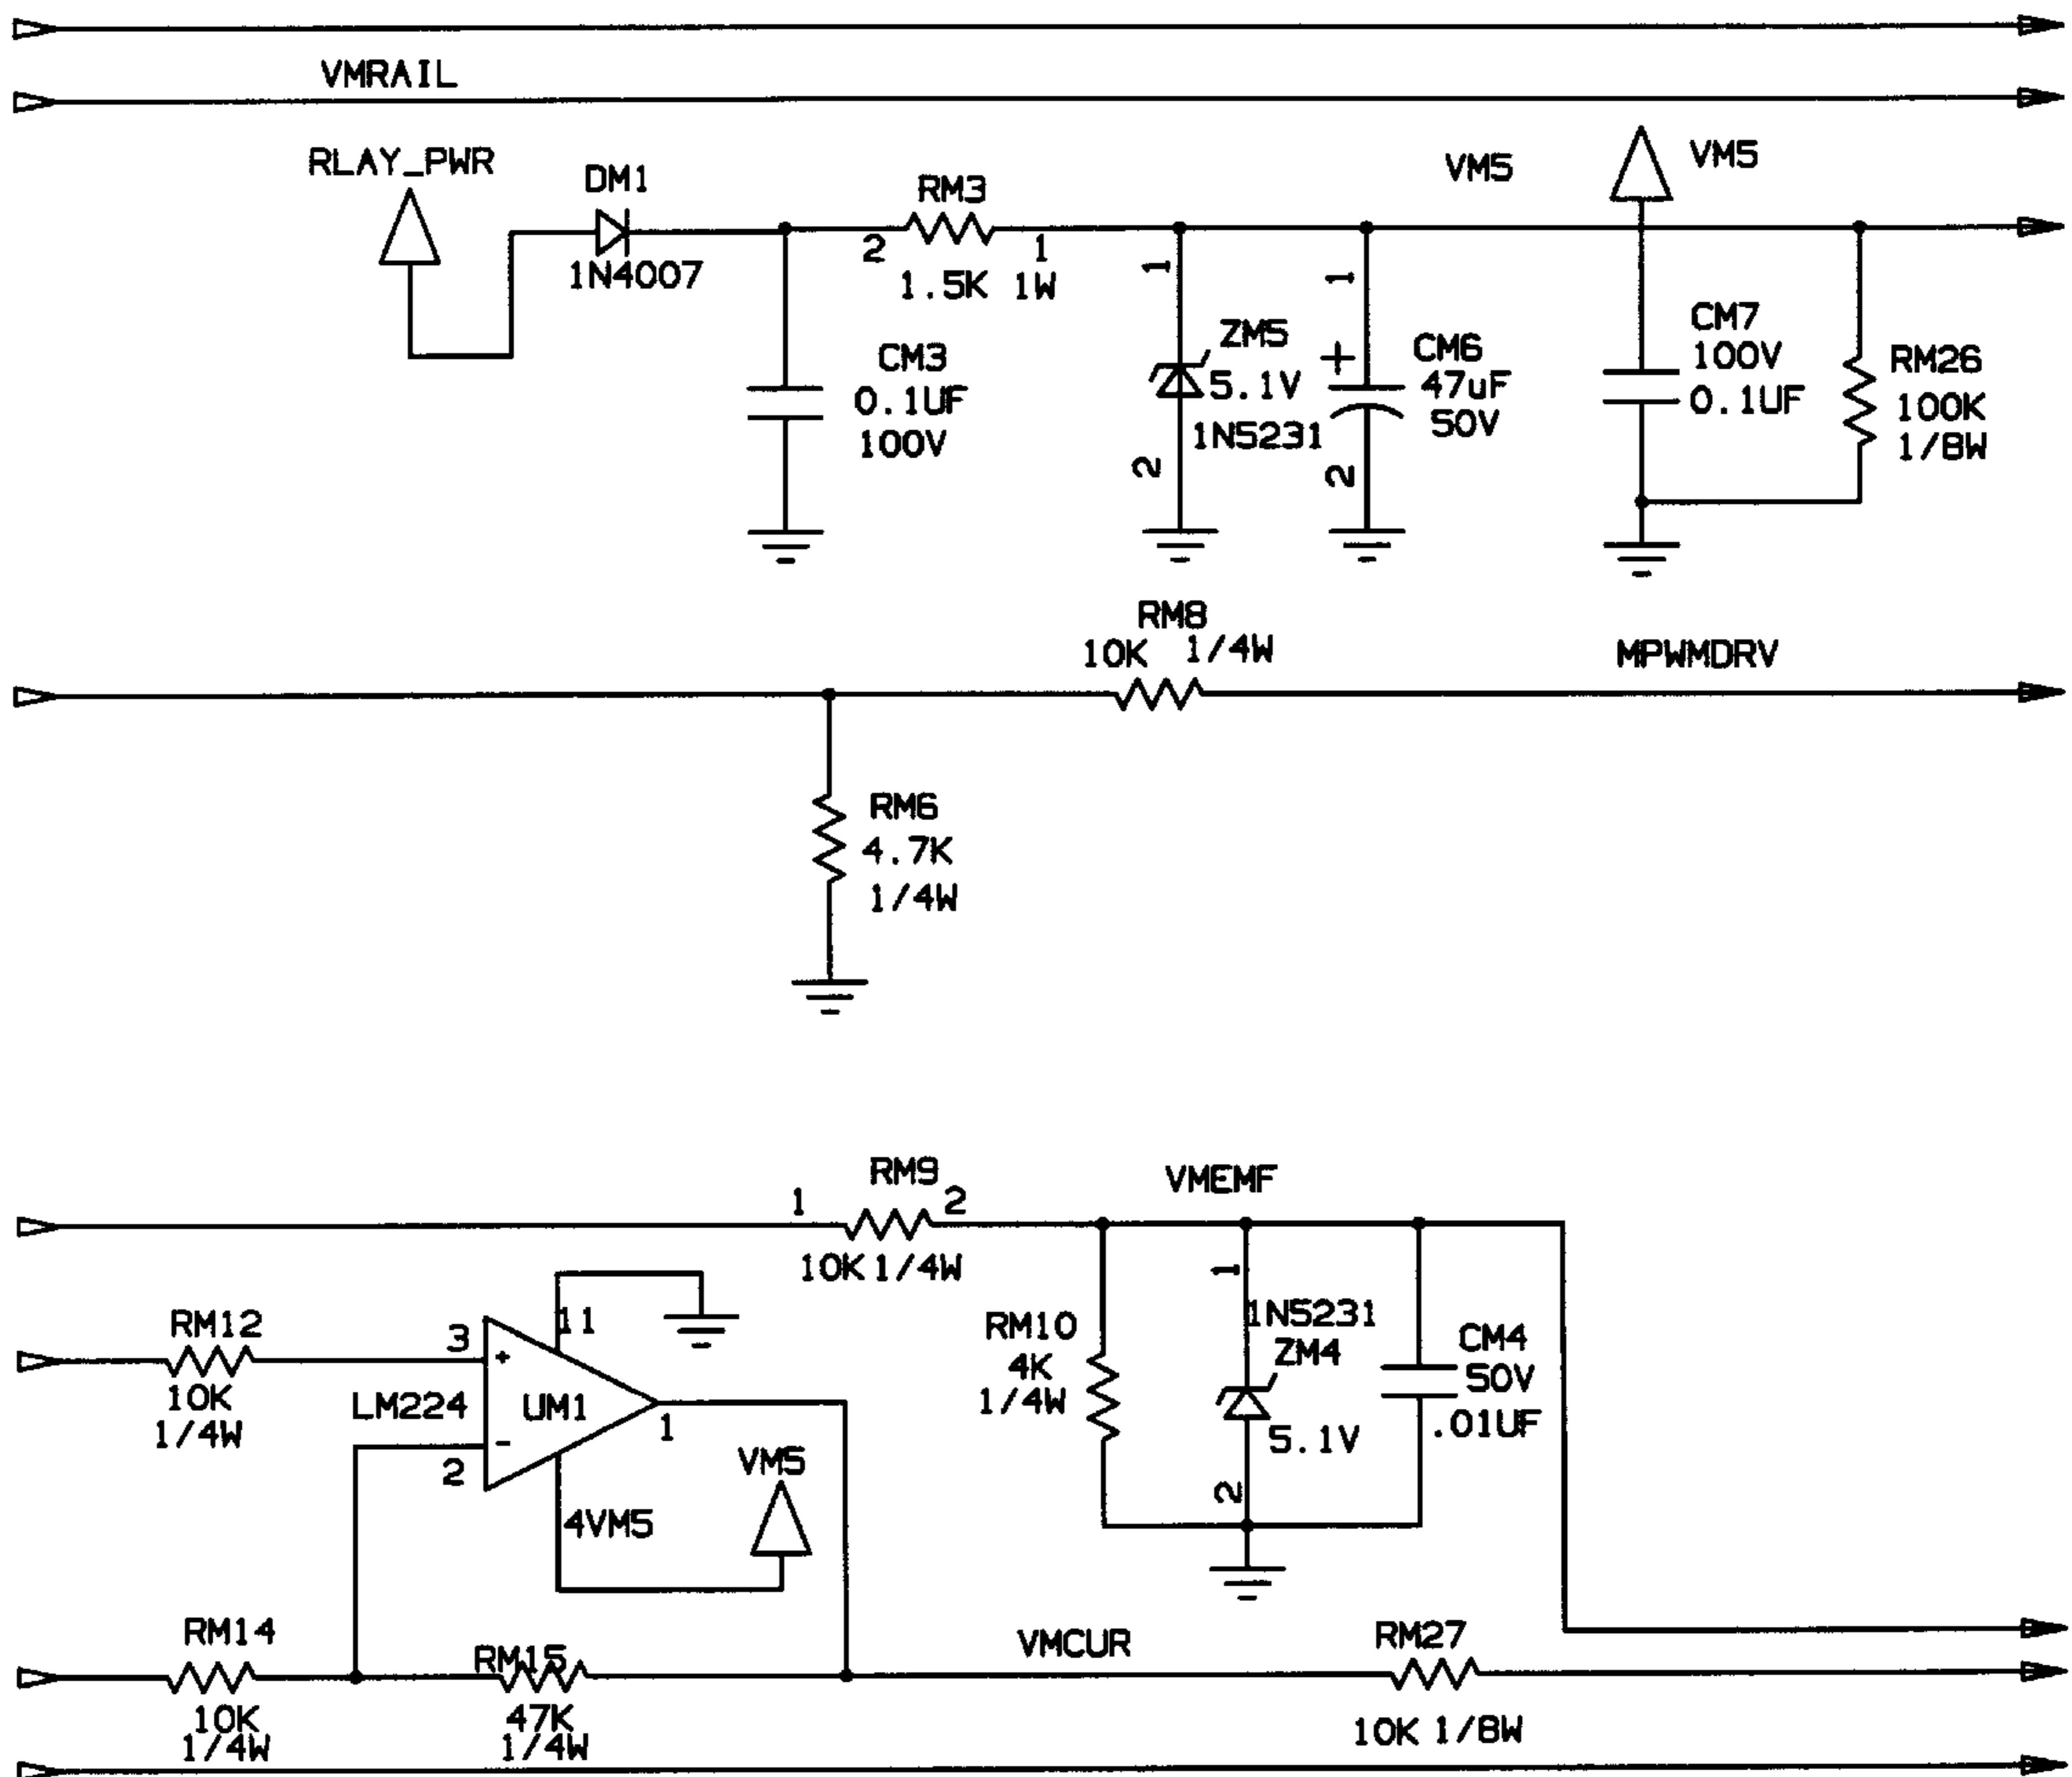 VMRAIL
RLAY_PWR
DM1
1N4007
RM3
2
1
1.5K 1W
VM5
VM5
CM3
0.1UF
100V
1
ZM5
5.1V
1N5231
2
1
+
CM6
47uF
50V
2
CM7
100V
0.1UF
RM26
100K
1/8W
RM8
10K 1/4W
MPWMDRV
RM6
4.7K
1/4W
RM9
1
2
10K 1/4W
VMEMF
RM12
10K
1/4W
3
+
11
LM224
UM1
1
-
2
4VM5
VM5
RM10
4K
1/4W
1
1N5231
ZM4
5.1V
2
CM4
50V
.01UF
RM14
10K
1/4W
RM15
47K
1/4W
VMCUR
RM27
10K 1/8W